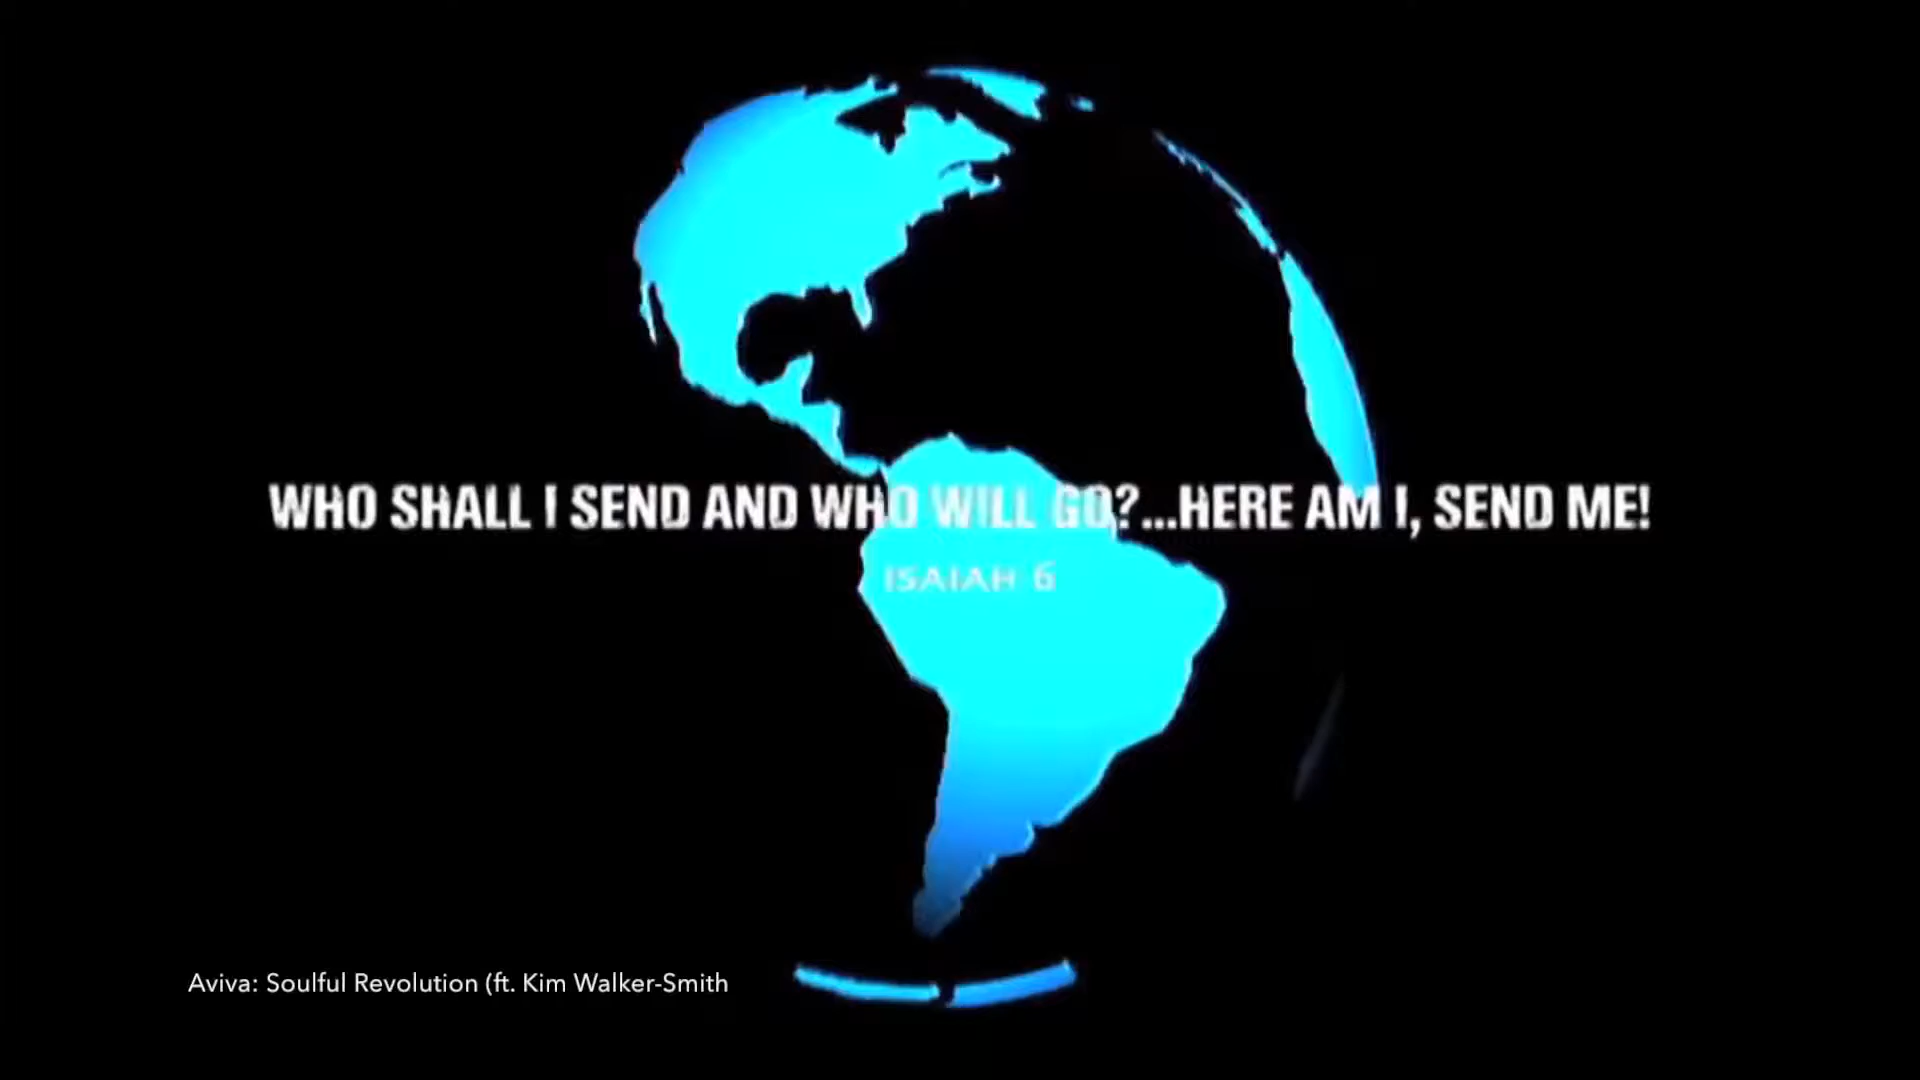 WHO SHALL I SEND AND WHO WILL GO?...HERE AM I, SEND ME!
ISAIAH 6
Aviva: Soulful Revolution (ft. Kim Walker-Smith